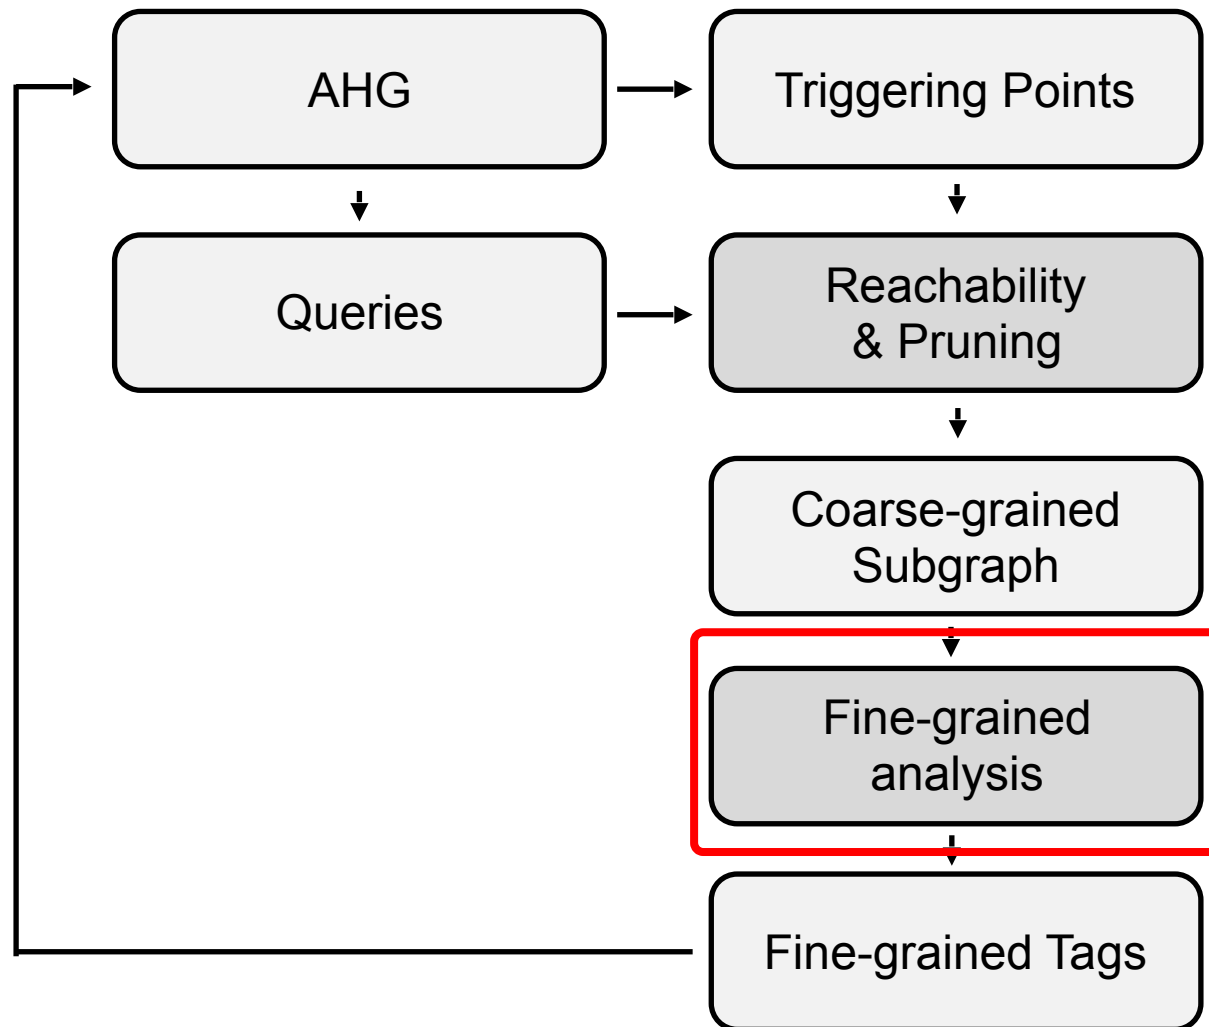 AHG
Triggering Points
Queries
Reachability
& Pruning
Coarse-grained
Subgraph
Fine-grained
analysis
Fine-grained Tags